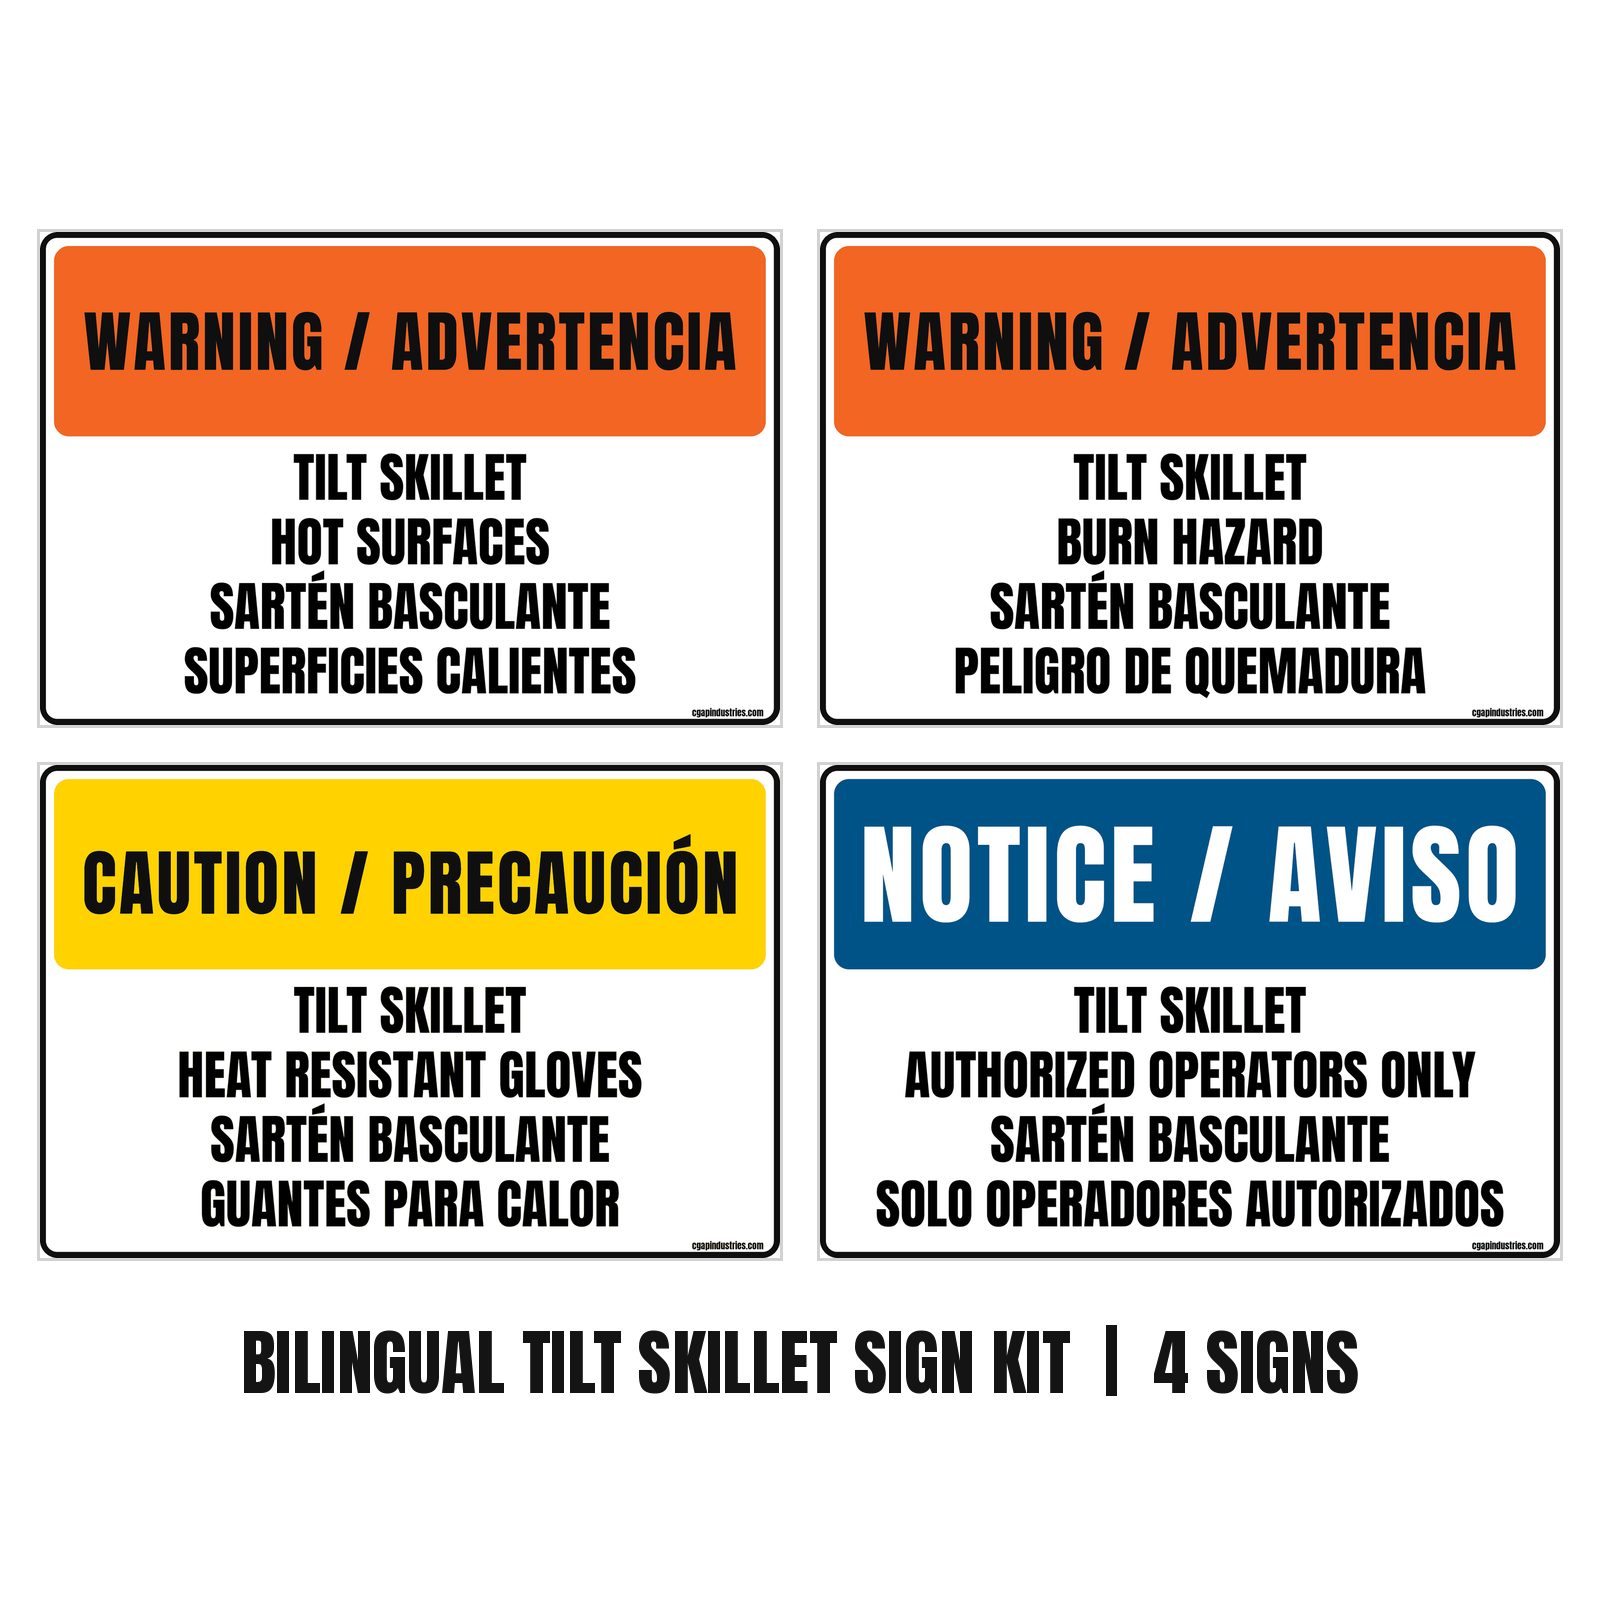 WARNING / ADVERTENCIA
TILT SKILLET
HOT SURFACES
SARTÉN BASCULANTE
SUPERFICIES CALIENTES
cgapindustries.com
WARNING / ADVERTENCIA
TILT SKILLET
BURN HAZARD
SARTÉN BASCULANTE
PELIGRO DE QUEMADURA
cgapindustries.com
CAUTION / PRECAUCIÓN
TILT SKILLET
HEAT RESISTANT GLOVES
SARTÉN BASCULANTE
GUANTES PARA CALOR
cgapindustries.com
NOTICE / AVISO
TILT SKILLET
AUTHORIZED OPERATORS ONLY
SARTÉN BASCULANTE
SOLO OPERADORES AUTORIZADOS
cgapindustries.com
BILINGUAL TILT SKILLET SIGN KIT | 4 SIGNS